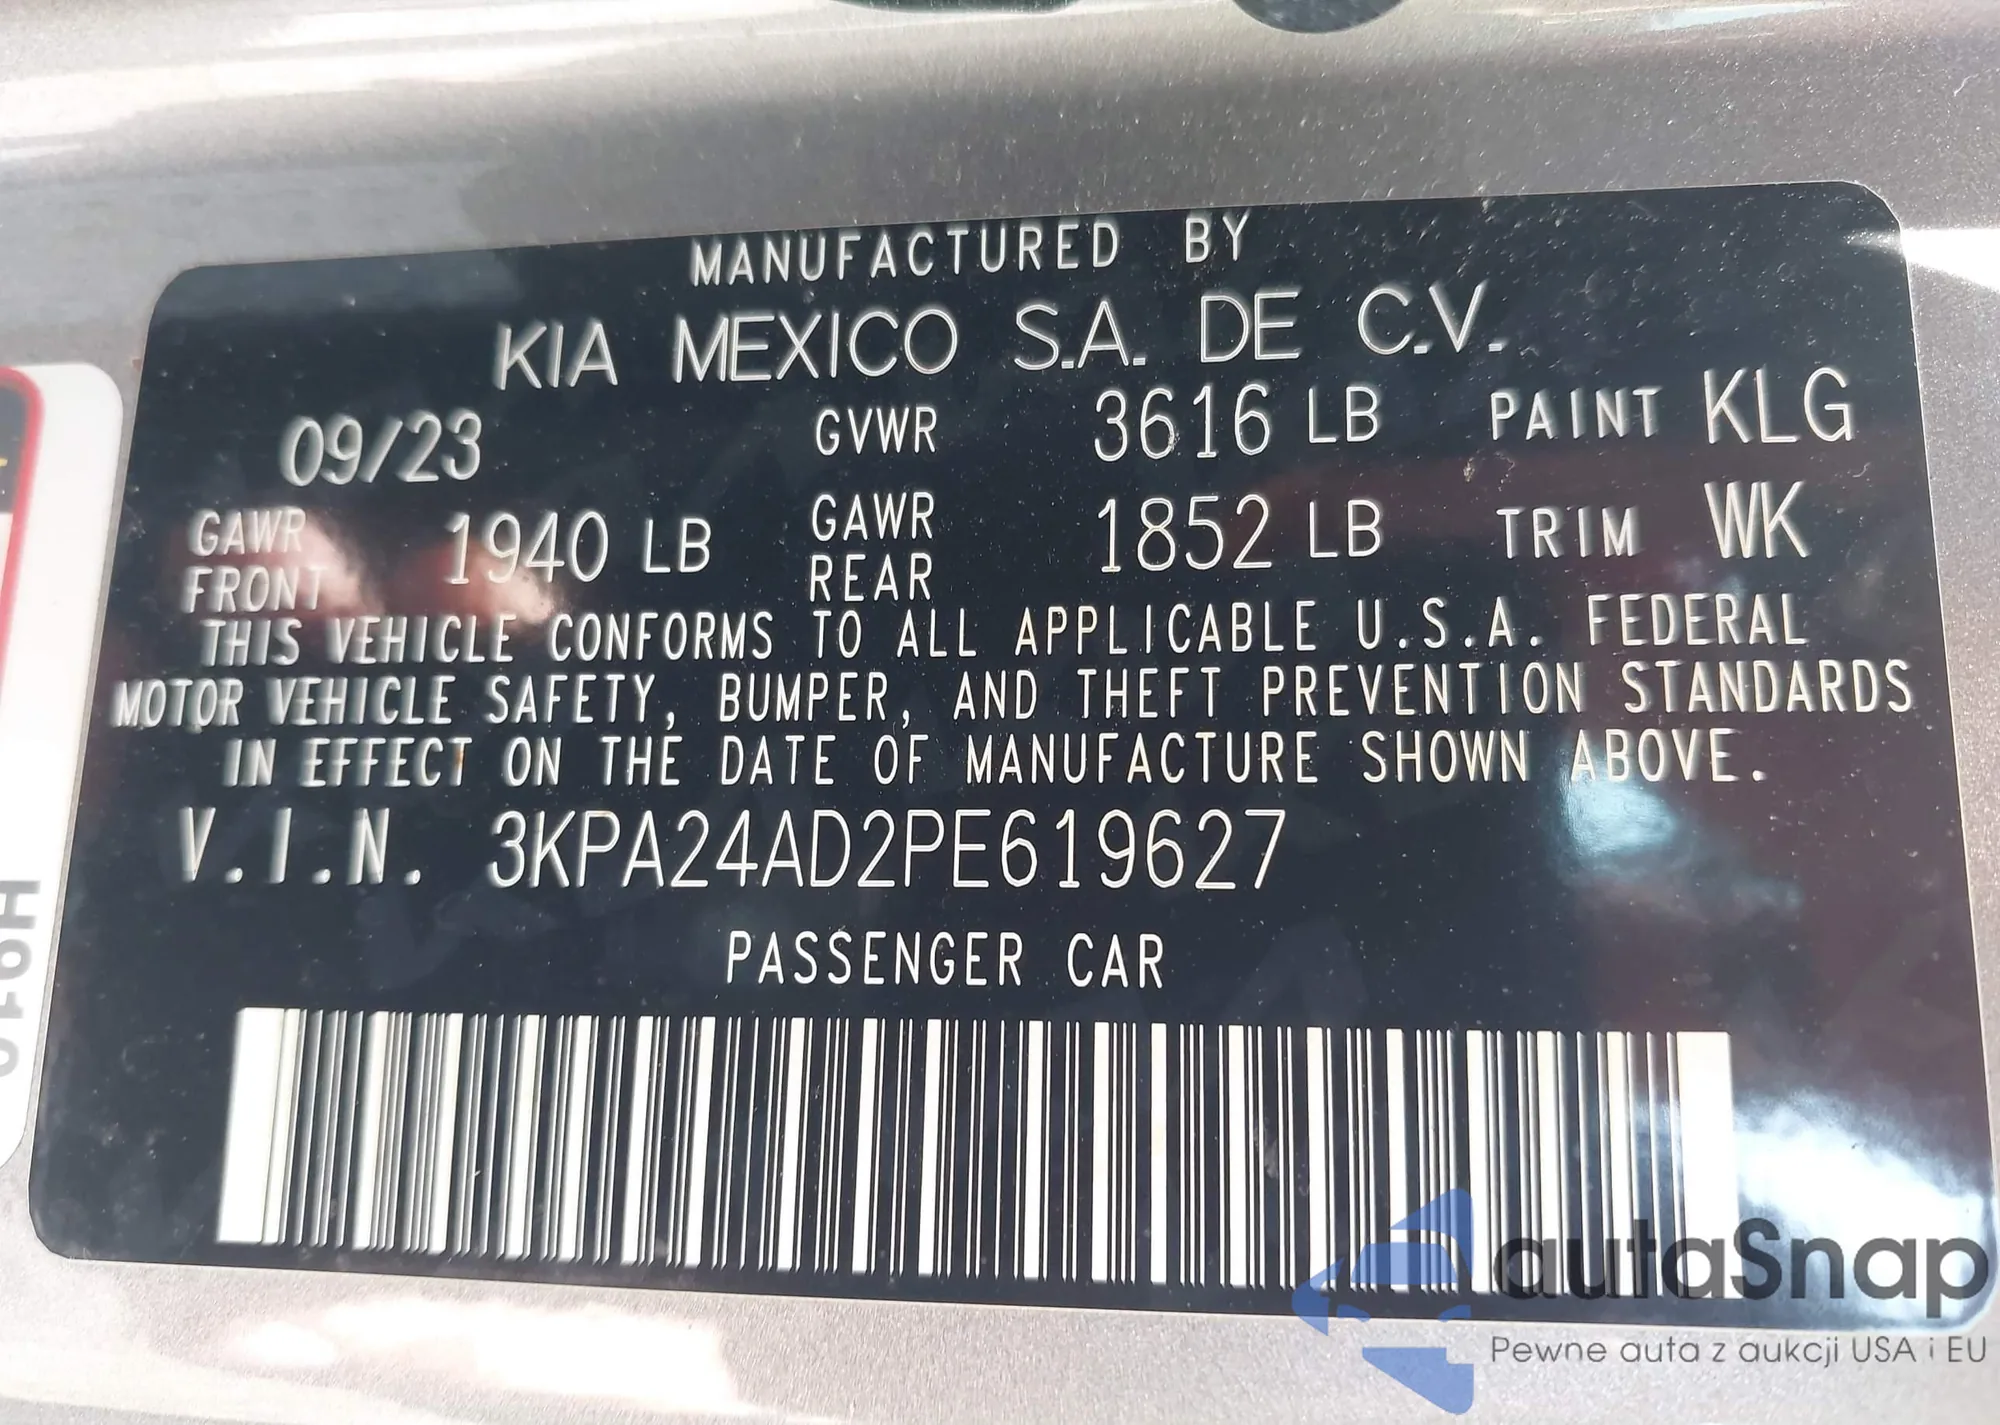 MANUFACTURED BY
KIA MEXICO S.A. DE C.V.
09/23 GVWR 3616 LB PAINT KLG
GAWR FRONT 1940 LB GAWR REAR 1852 LB TRIM WK
THIS VEHICLE CONFORMS TO ALL APPLICABLE U.S.A. FEDERAL
MOTOR VEHICLE SAFETY, BUMPER, AND THEFT PREVENTION STANDARDS
IN EFFECT ON THE DATE OF MANUFACTURE SHOWN ABOVE.
V.I.N. 3KPA24AD2PE619627
PASSENGER CAR
autaSnap
Pewne auta z aukcji USA i EU